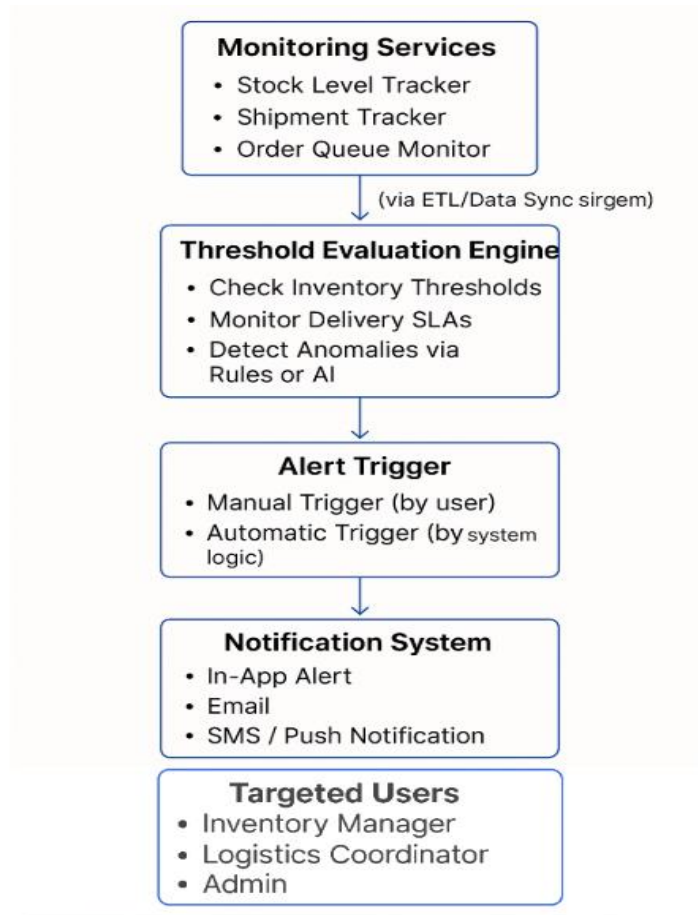 Monitoring Services
• Stock Level Tracker
• Shipment Tracker
• Order Queue Monitor
(via ETL/Data Sync sirgem)
Threshold Evaluation Engine
• Check Inventory Thresholds
• Monitor Delivery SLAs
• Detect Anomalies via
Rules or AI
Alert Trigger
• Manual Trigger (by user)
• Automatic Trigger (by system
logic)
Notification System
• In-App Alert
• Email
• SMS / Push Notification
Targeted Users
• Inventory Manager
• Logistics Coordinator
• Admin